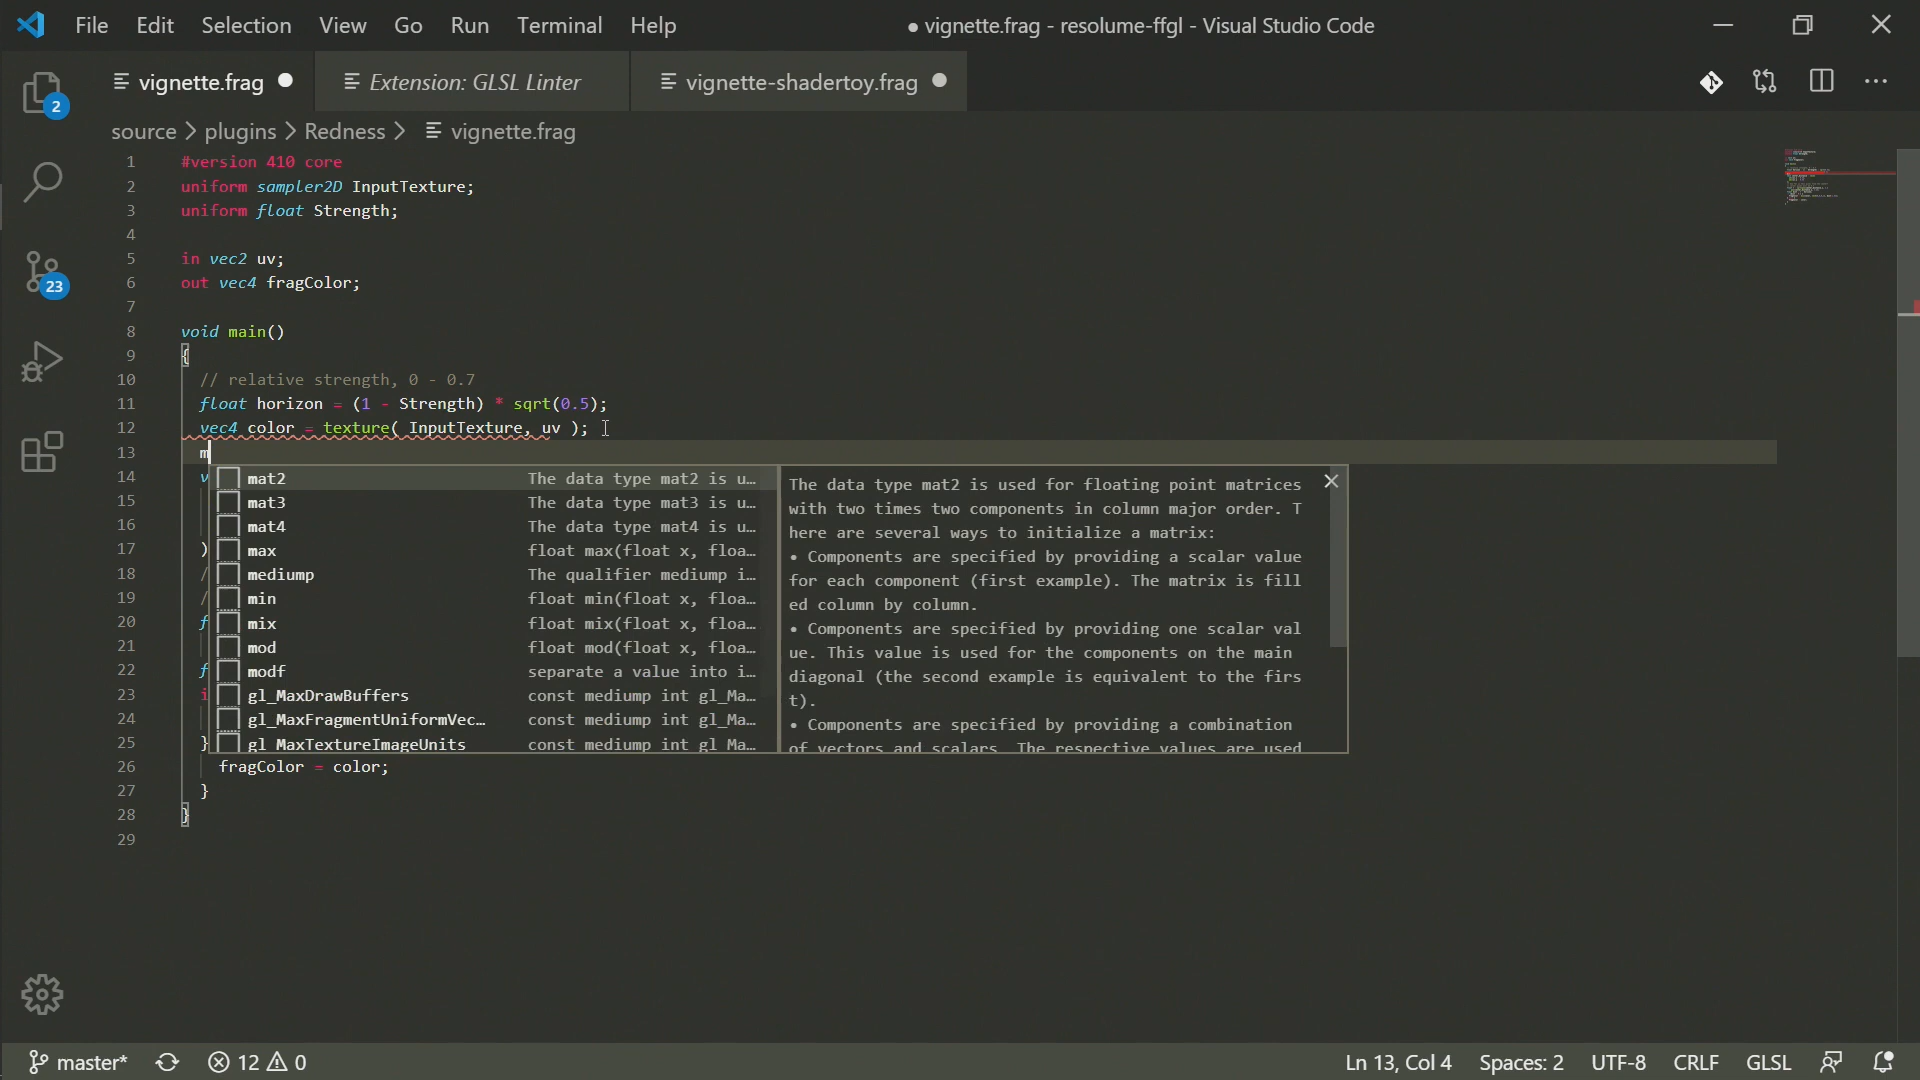 File Edit Selection View Go Run Terminal Help ● vignette.frag - resolume-ffgl - Visual Studio Code
vignette.frag Extension: GLSL Linter vignette-shadertoy.frag
2
source > plugins > Redness > vignette.frag
1 #version 410 core
2 uniform sampler2D InputTexture;
3 uniform float Strength;
4
5 in vec2 uv;
23
6 out vec4 fragColor;
7
8 void main()
9 {
10 // relative strength, 0 - 0.7
11 float horizon = (1 - Strength) * sqrt(0.5);
12 vec4 color = texture( InputTexture, uv );
13 m
14 v mat2 The data type mat2 is u… The data type mat2 is used for floating point matrices
15 mat3 The data type mat3 is u… with two times two components in column major order. T
16 mat4 The data type mat4 is u… here are several ways to initialize a matrix:
17 ) max float max(float x, floa… • Components are specified by providing a scalar value
18 / mediump The qualifier mediump i… for each component (first example). The matrix is fill
19 / min float min(float x, floa… ed column by column.
20 f mix float mix(float x, floa… • Components are specified by providing one scalar val
21 mod float mod(float x, floa… ue. This value is used for the components on the main
22 f modf separate a value into i… diagonal (the second example is equivalent to the firs
23 i gl_MaxDrawBuffers const mediump int gl_Ma… t).
24 gl_MaxFragmentUniformVec… const mediump int gl_Ma… • Components are specified by providing a combination
25 } gl_MaxTextureImageUnits const mediump int gl_Ma… of vectors and scalars. The respective values are used
26 fragColor = color;
27 }
28 }
29
master* 12 0 Ln 13, Col 4 Spaces: 2 UTF-8 CRLF GLSL